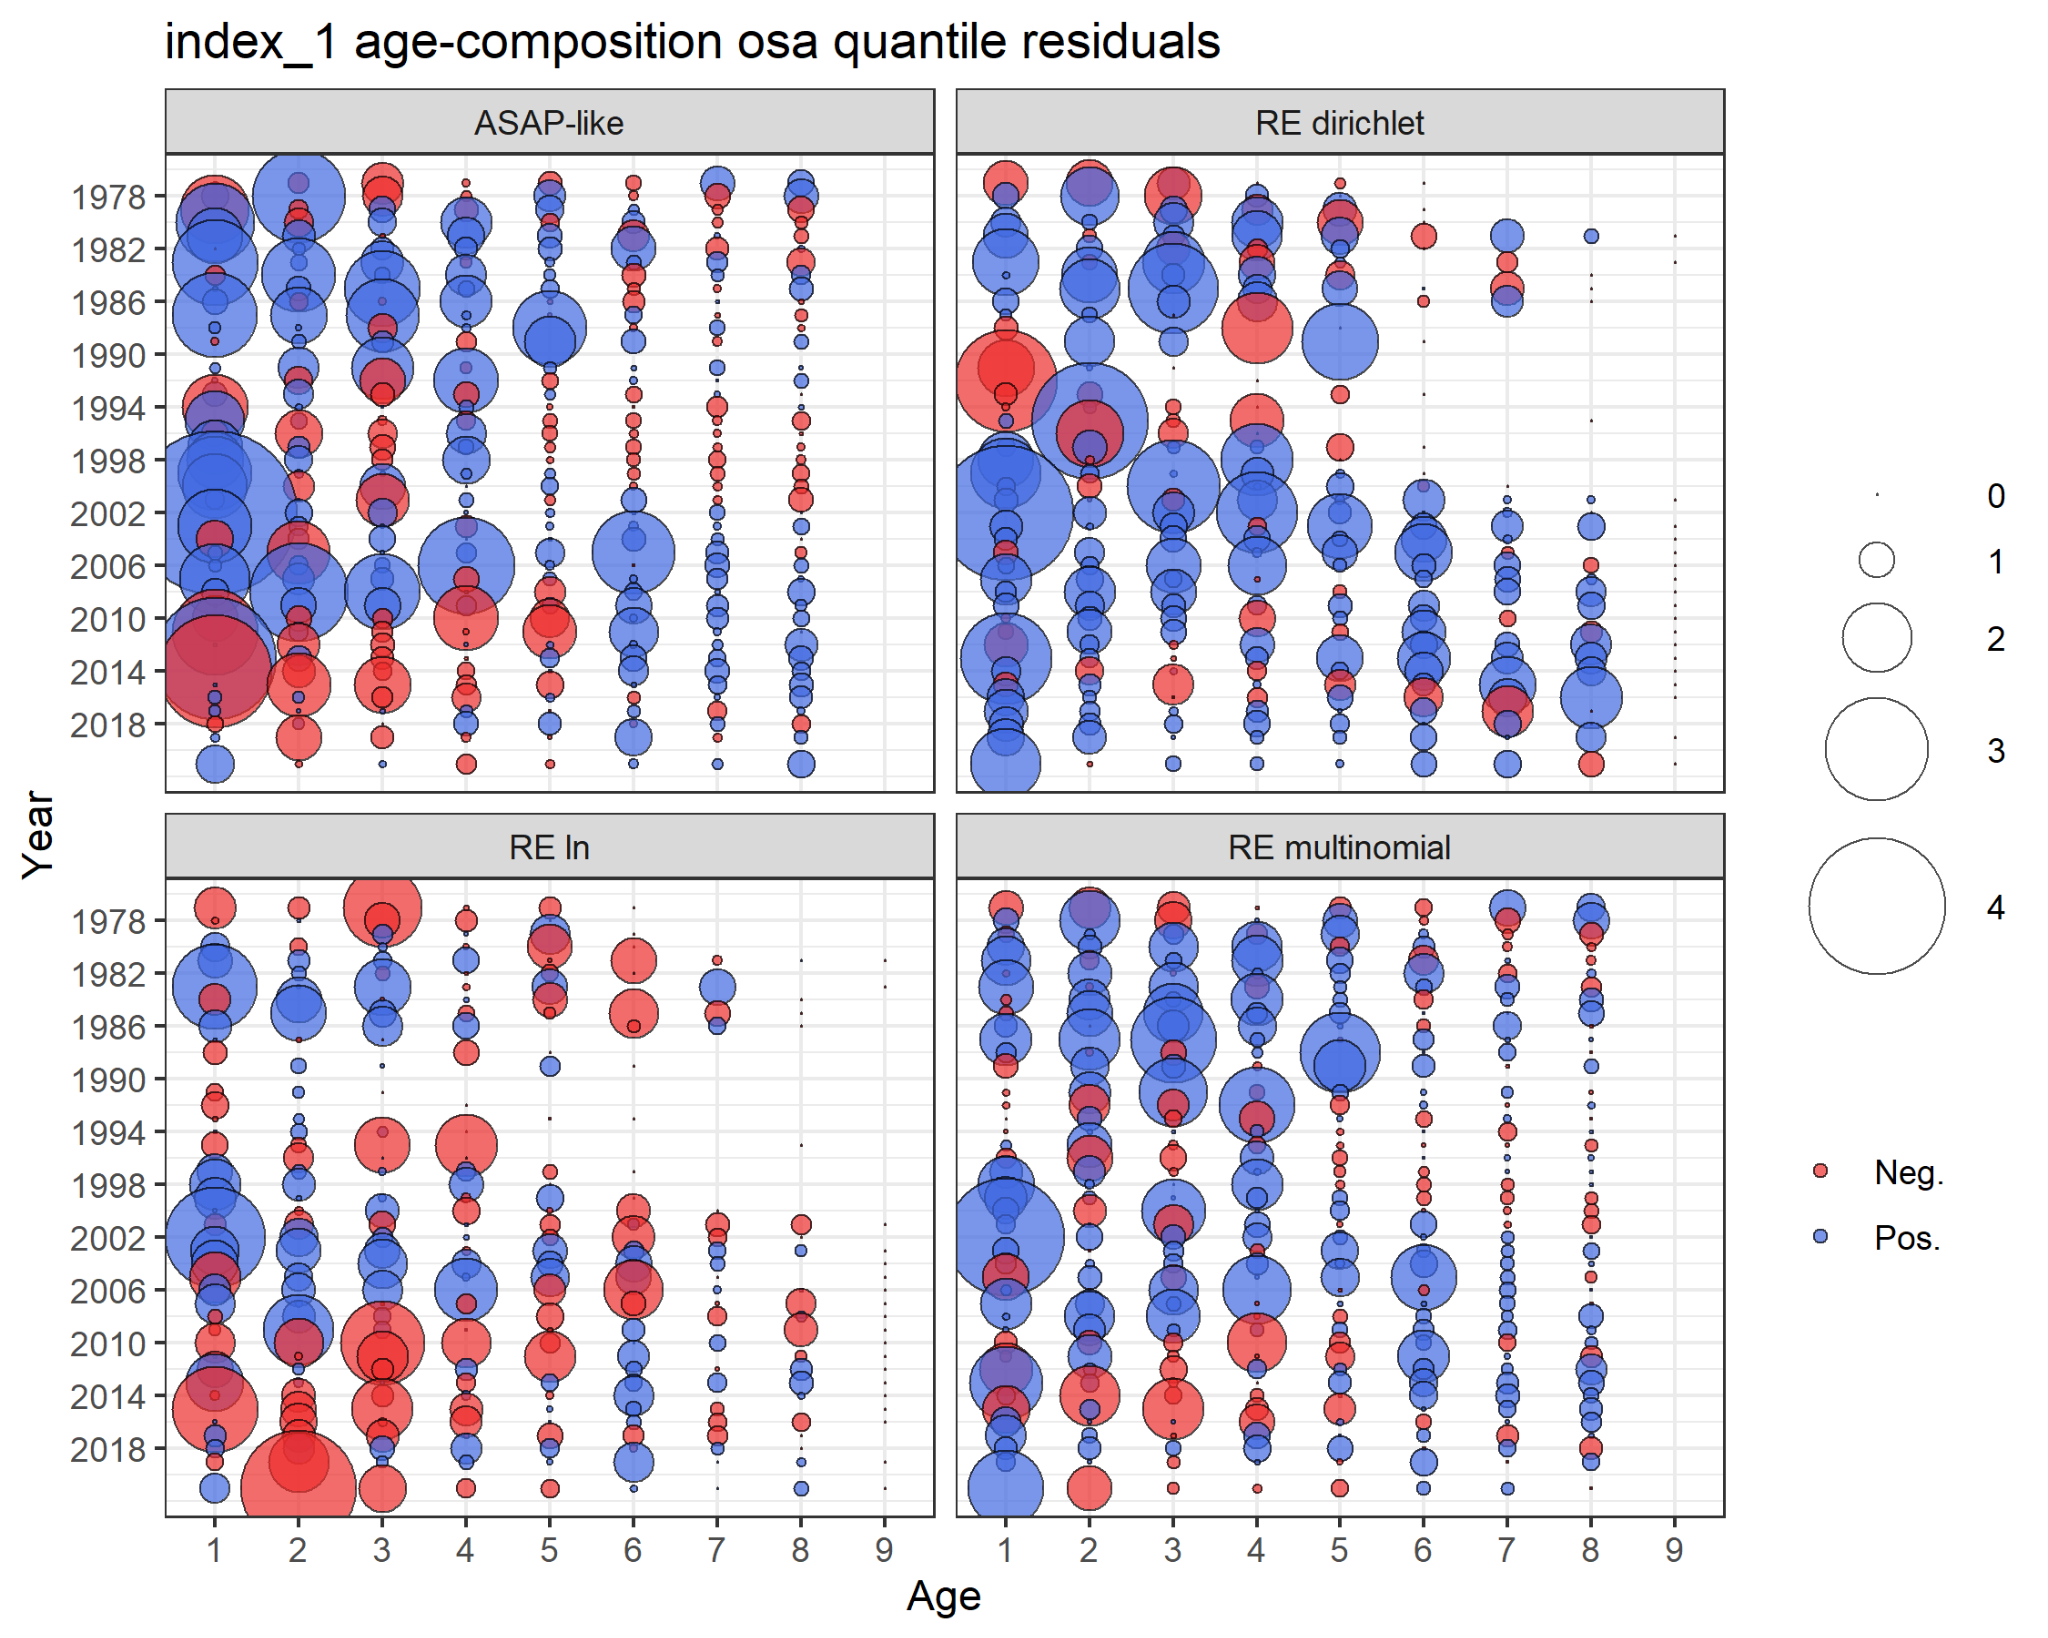 index_1 age-composition osa quantile residuals
ASAP-like
RE dirichlet
1978
1982
1986
1990
1994
1998
2002
2006
2010
2014
2018
RE ln
RE multinomial
1978
1982
1986
1990
1994
1998
2002
2006
2010
2014
2018
Year
1 2 3 4 5 6 7 8 9
1 2 3 4 5 6 7 8 9
Age
0
1
2
3
4
Neg.
Pos.